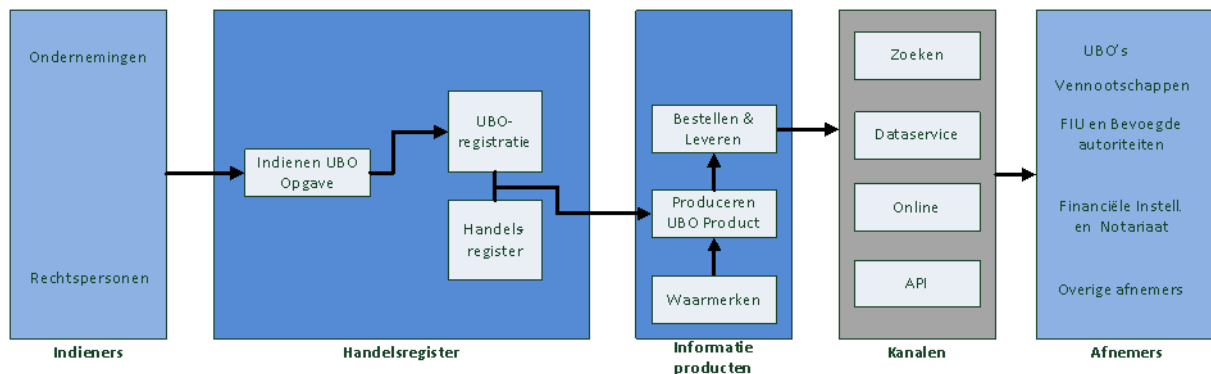 Ondernemingen
Rechtspersonen
Indieners
Indienen UBO
Opgave
UBO-
registratie
Handels-
register
Handelsregister
Bestellen &
Leveren
Produceren
UBO Product
Waarmerken
Informatie
producten
Zoeken
Dataservice
Online
API
Kanalen
UBO's
Vennootschappen
FIU en Bevoegde
autoriteiten
Financiële Instell.
en Notariaat
Overige afnemers
Afnemers